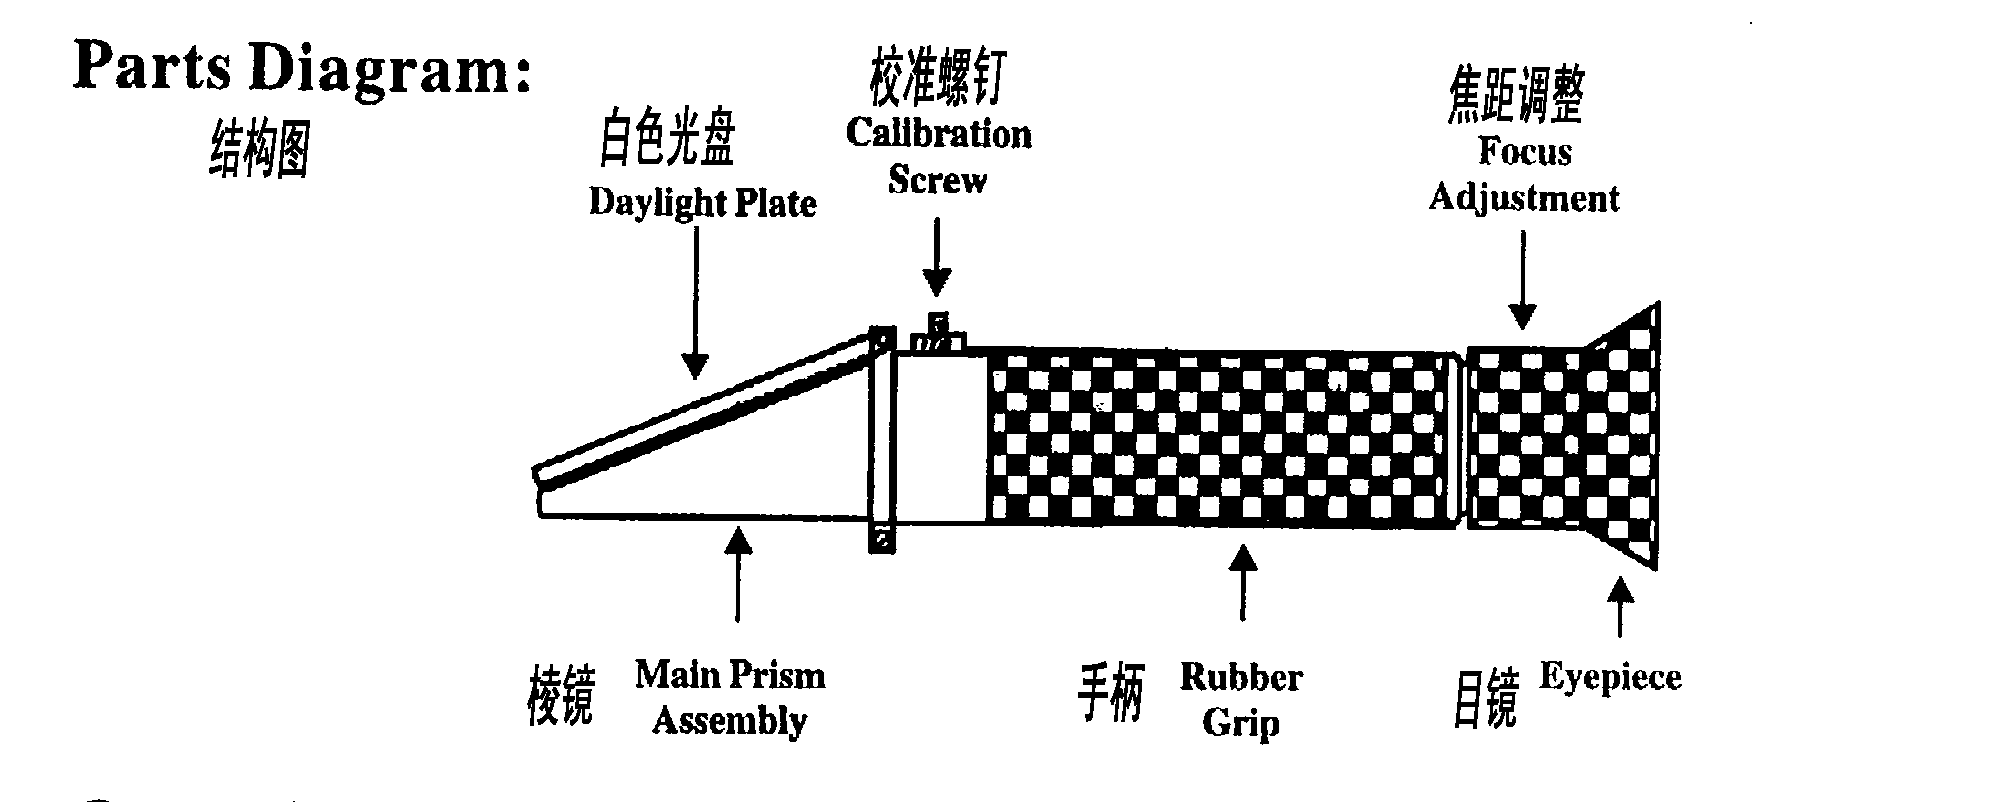 Parts Diagram:
结构图
白色光盘
Daylight Plate
校准螺钉
Calibration
Screw
焦距调整
Focus
Adjustment
棱镜
Main Prism
Assembly
手柄
Rubber
Grip
目镜
Eyepiece